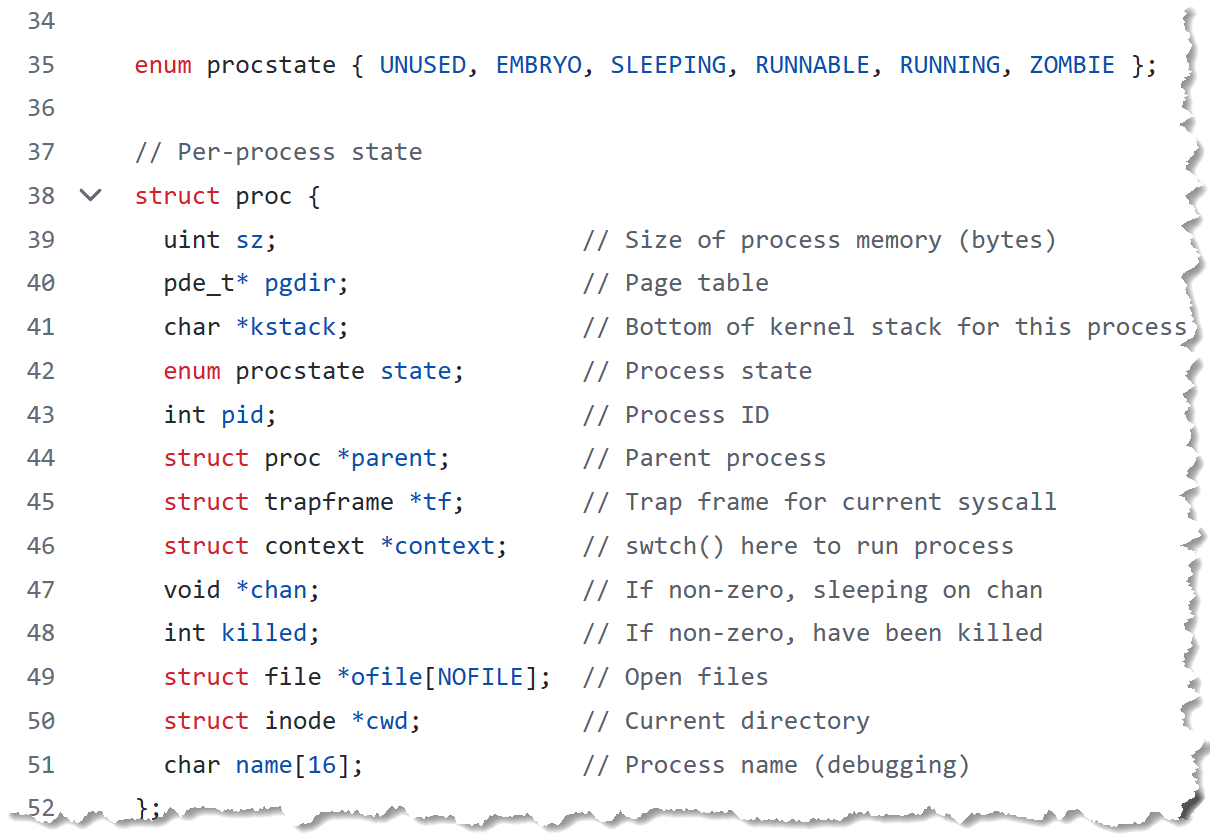 34
35 enum procstate { UNUSED, EMBRYO, SLEEPING, RUNNABLE, RUNNING, ZOMBIE };
36
37 // Per-process state
38 struct proc {
39   uint sz;                     // Size of process memory (bytes)
40   pde_t* pgdir;                // Page table
41   char *kstack;                // Bottom of kernel stack for this process
42   enum procstate state;        // Process state
43   int pid;                     // Process ID
44   struct proc *parent;         // Parent process
45   struct trapframe *tf;        // Trap frame for current syscall
46   struct context *context;     // swtch() here to run process
47   void *chan;                  // If non-zero, sleeping on chan
48   int killed;                  // If non-zero, have been killed
49   struct file *ofile[NOFILE];  // Open files
50   struct inode *cwd;           // Current directory
51   char name[16];               // Process name (debugging)
52 };